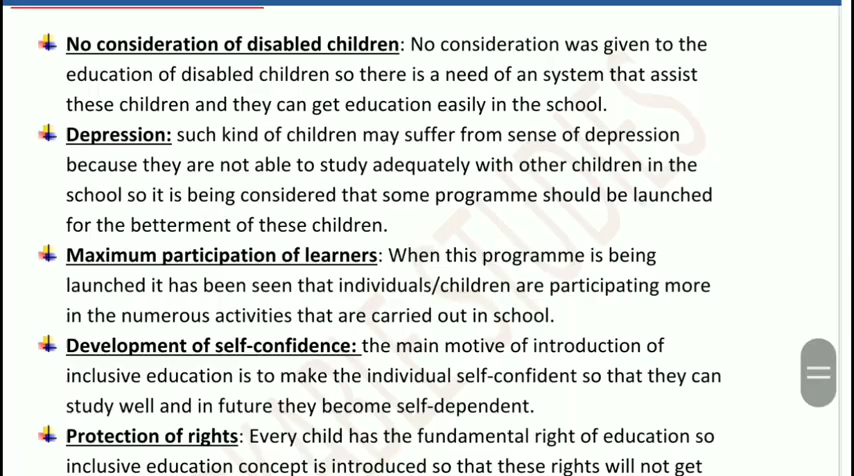 No consideration of disabled children: No consideration was given to the
education of disabled children so there is a need of an system that assist
these children and they can get education easily in the school.
Depression: such kind of children may suffer from sense of depression
because they are not able to study adequately with other children in the
school so it is being considered that some programme should be launched
for the betterment of these children.
Maximum participation of learners: When this programme is being
launched it has been seen that individuals/children are participating more
in the numerous activities that are carried out in school.
Development of self-confidence: the main motive of introduction of
inclusive education is to make the individual self-confident so that they can
study well and in future they become self-dependent.
Protection of rights: Every child has the fundamental right of education so
inclusive education concept is introduced so that these rights will not get